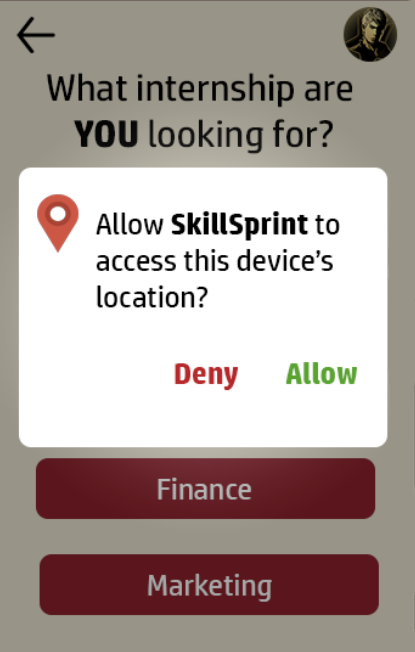 What internship are
YOU looking for?
Allow SkillSprint to
access this device’s
location?
Deny Allow
Finance
Marketing